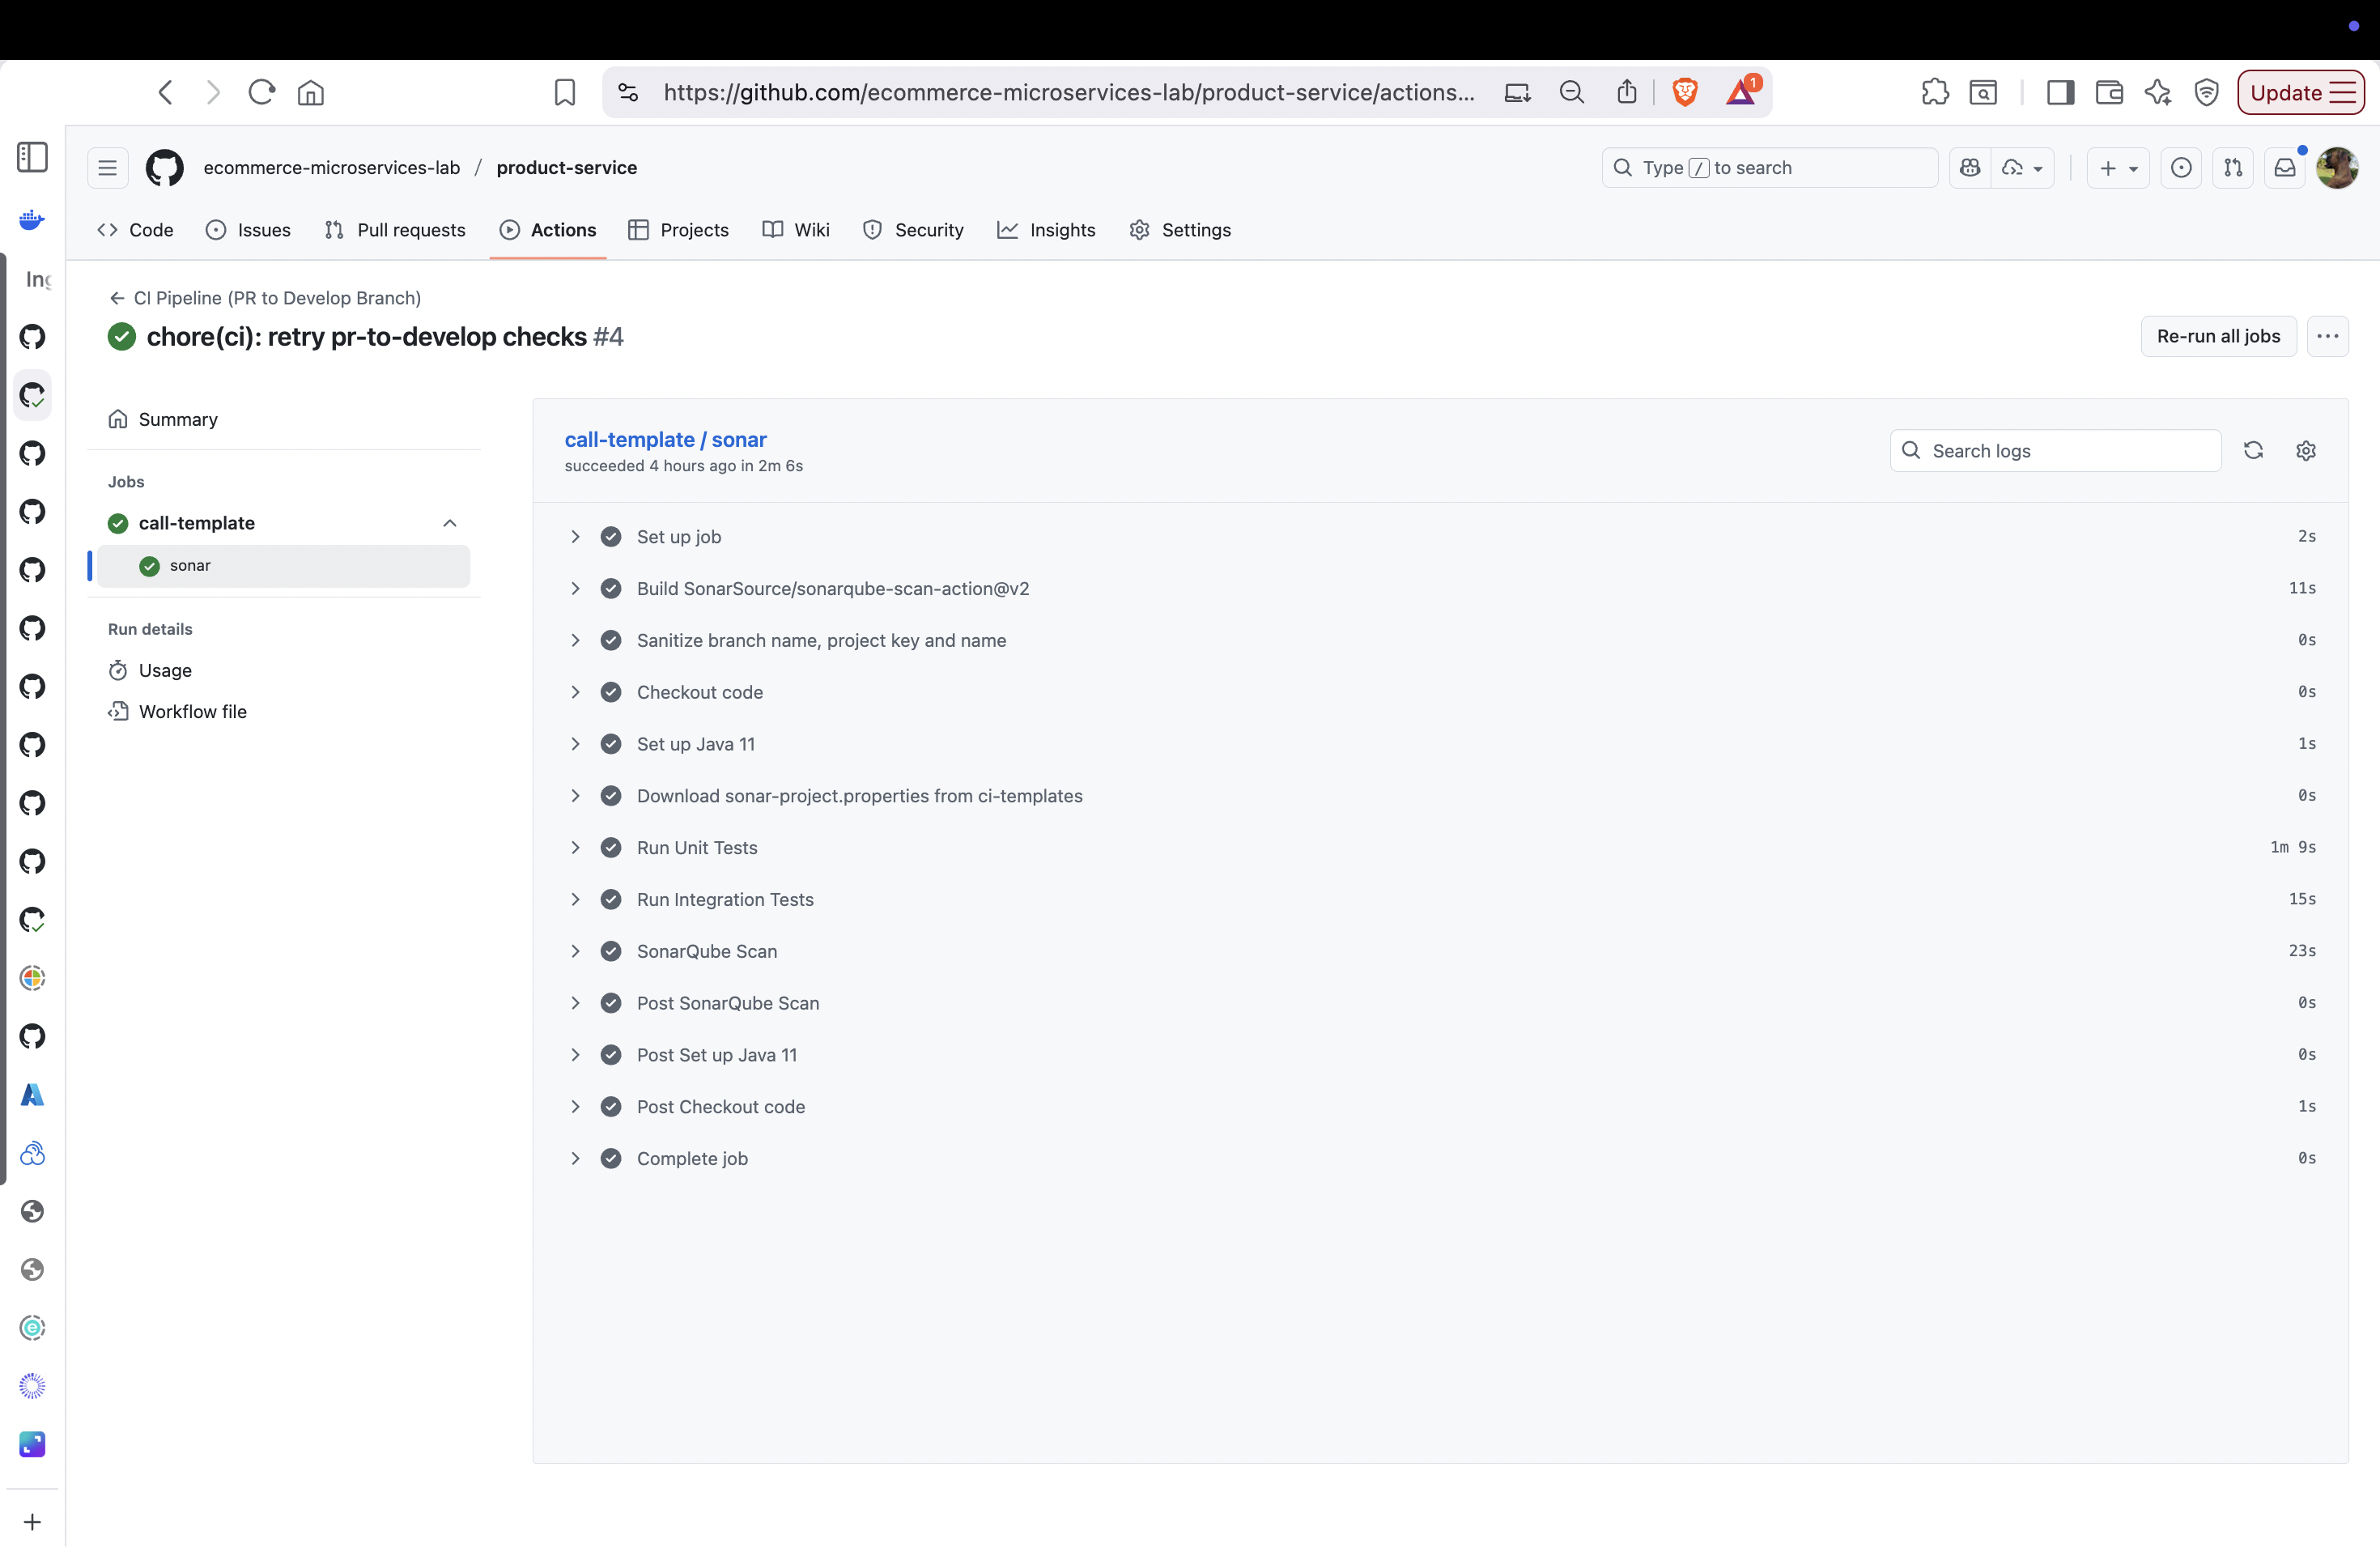 https://github.com/ecommerce-microservices-lab/product-service/actions...
1
Update
ecommerce-microservices-lab / product-service
Type / to search
Code
Issues
Pull requests
Actions
Projects
Wiki
Security
Insights
Settings
CI Pipeline (PR to Develop Branch)
chore(ci): retry pr-to-develop checks #4
Re-run all jobs
Summary
Jobs
call-template
sonar
Run details
Usage
Workflow file
call-template / sonar
succeeded 4 hours ago in 2m 6s
Search logs
Set up job 2s
Build SonarSource/sonarqube-scan-action@v2 11s
Sanitize branch name, project key and name 0s
Checkout code 0s
Set up Java 11 1s
Download sonar-project.properties from ci-templates 0s
Run Unit Tests 1m 9s
Run Integration Tests 15s
SonarQube Scan 23s
Post SonarQube Scan 0s
Post Set up Java 11 0s
Post Checkout code 1s
Complete job 0s